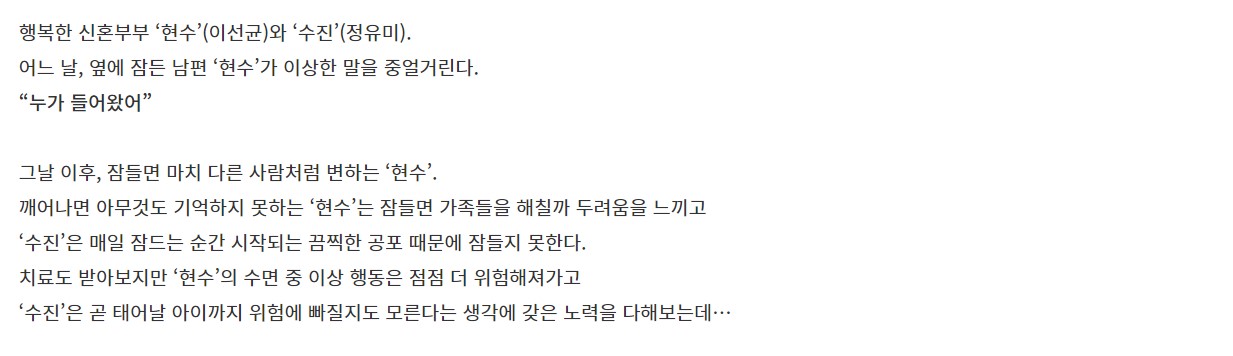 행복한 신혼부부 ‘현수’(이선균)와 ‘수진’(정유미).
어느 날, 옆에 잠든 남편 ‘현수’가 이상한 말을 중얼거린다.
“누가 들어왔어”
그날 이후, 잠들면 마치 다른 사람처럼 변하는 ‘현수’.
깨어나면 아무것도 기억하지 못하는 ‘현수’는 잠들면 가족들을 해칠까 두려움을 느끼고
‘수진’은 매일 잠드는 순간 시작되는 끔찍한 공포 때문에 잠들지 못한다.
치료도 받아보지만 ‘현수’의 수면 중 이상 행동은 점점 더 위험해져가고
‘수진’은 곧 태어날 아이까지 위험에 빠질지도 모른다는 생각에 갖은 노력을 다해보는데…